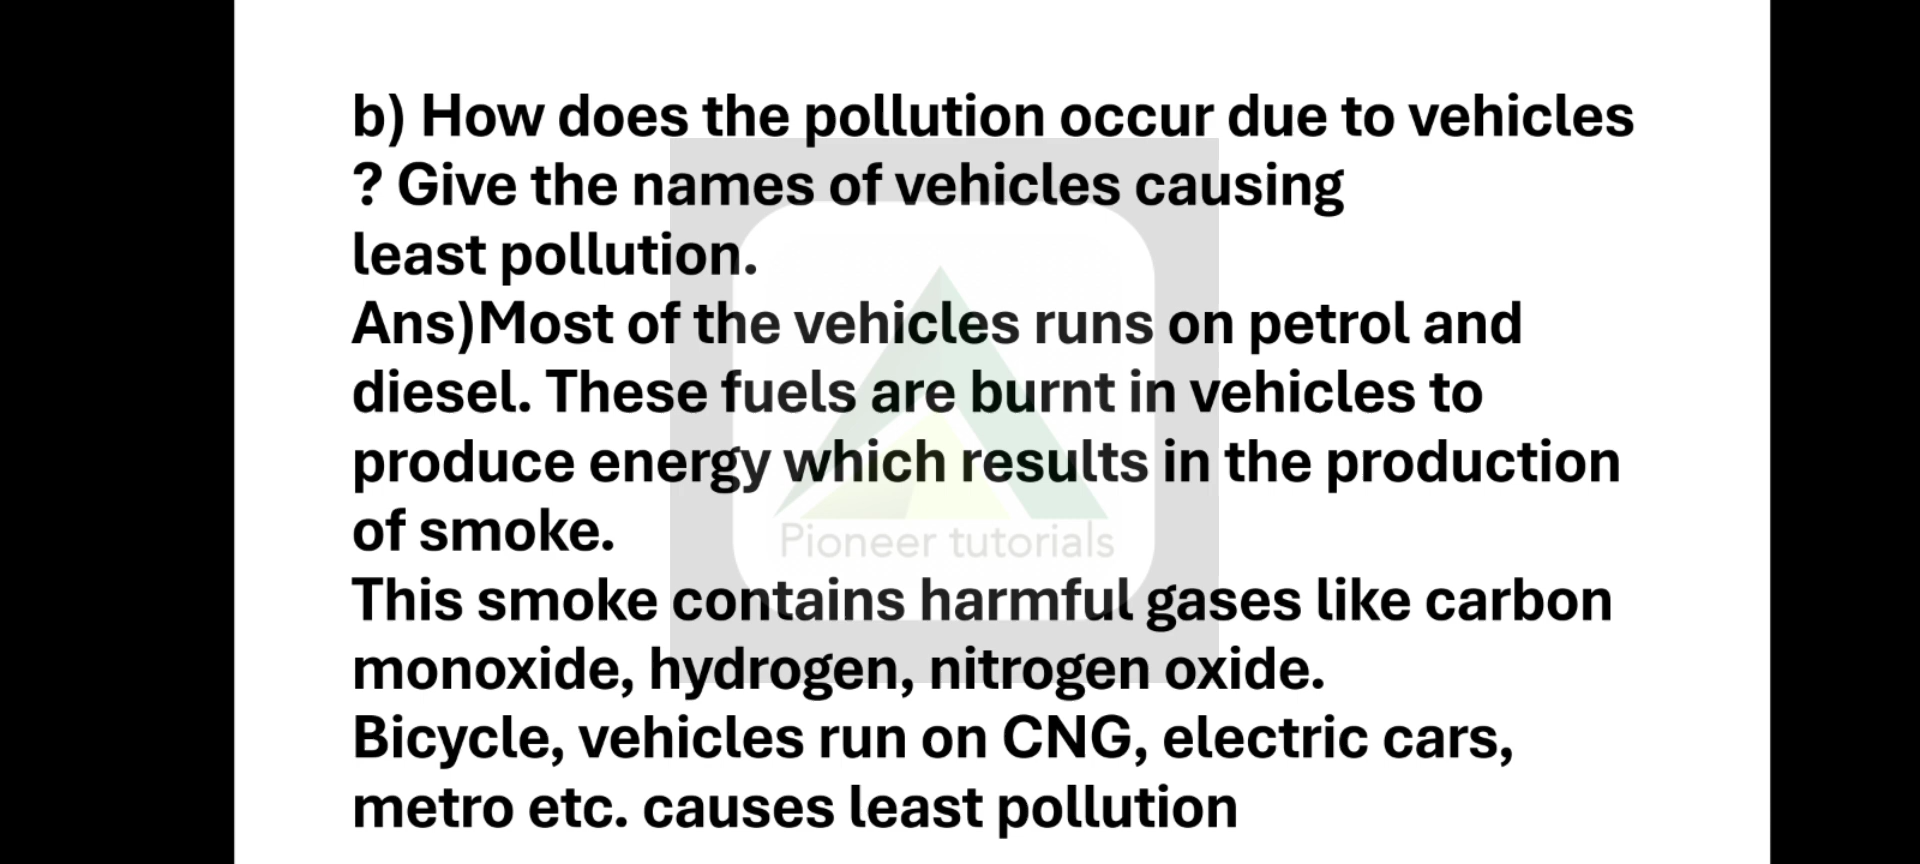 b) How does the pollution occur due to vehicles
? Give the names of vehicles causing
least pollution.
Ans)Most of the vehicles runs on petrol and
diesel. These fuels are burnt in vehicles to
produce energy which results in the production
of smoke.
Pioneer tutorials
This smoke contains harmful gases like carbon
monoxide, hydrogen, nitrogen oxide.
Bicycle, vehicles run on CNG, electric cars,
metro etc. causes least pollution